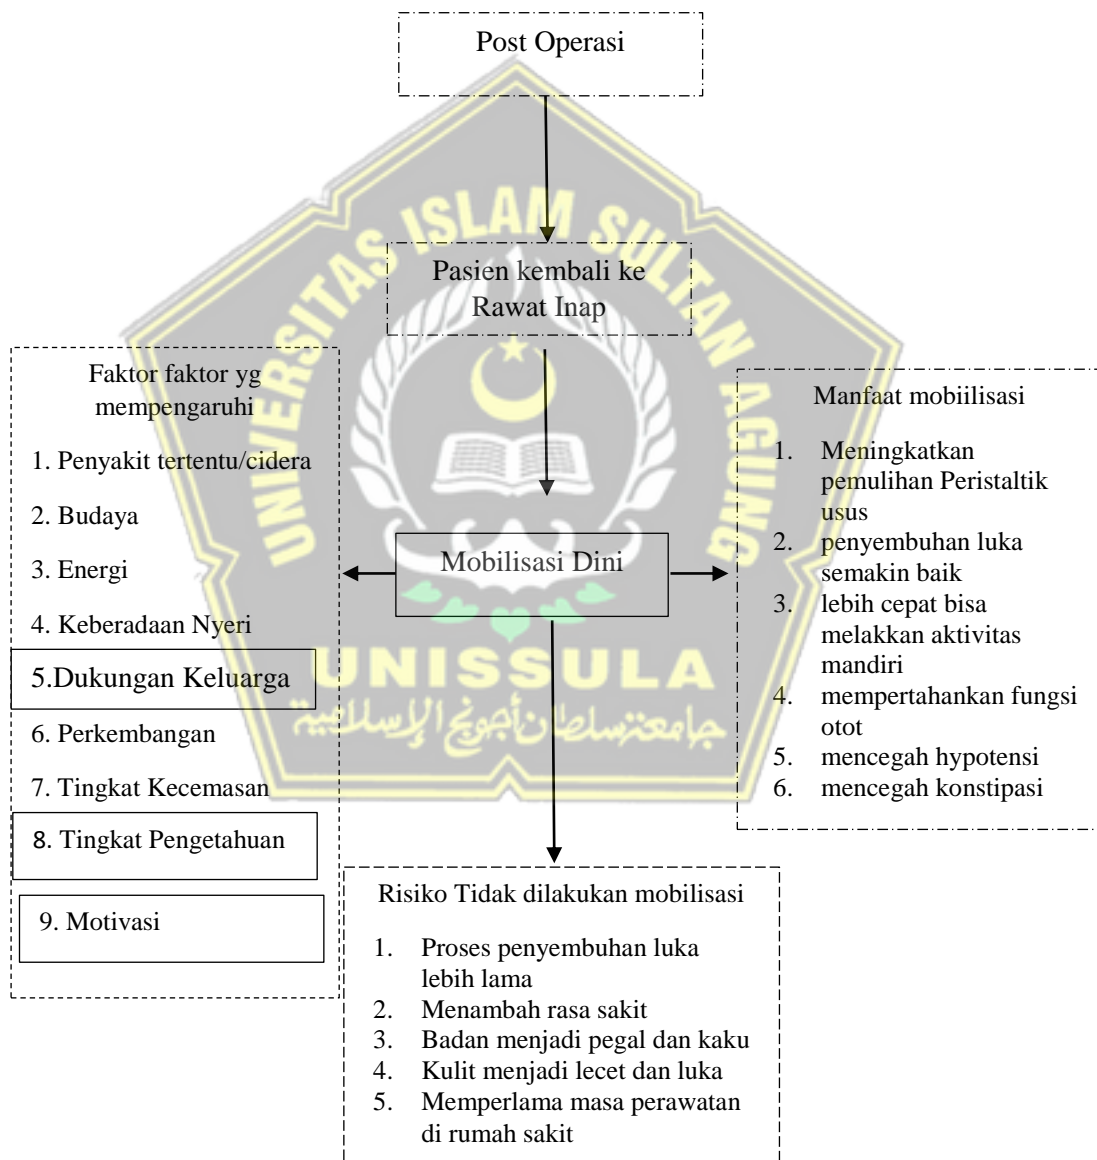 Post Operasi
UNIVERSITAS ISLAM SULTAN AGUNG
Pasien kembali ke
Rawat Inap
Faktor faktor yg
mempengaruhi
1. Penyakit tertentu/cidera
2. Budaya
3. Energi
4. Keberadaan Nyeri
5.Dukungan Keluarga
6. Perkembangan
7. Tingkat Kecemasan
8. Tingkat Pengetahuan
9. Motivasi
Mobilisasi Dini
UNISSULA
جامعتسلطان أجونج الإسلامية
Manfaat mobiilisasi
1. Meningkatkan
pemulihan Peristaltik
usus
2. penyembuhan luka
semakin baik
3. lebih cepat bisa
melakkan aktivitas
mandiri
4. mempertahankan fungsi
otot
5. mencegah hypotensi
6. mencegah konstipasi
Risiko Tidak dilakukan mobilisasi
1. Proses penyembuhan luka
lebih lama
2. Menambah rasa sakit
3. Badan menjadi pegal dan kaku
4. Kulit menjadi lecet dan luka
5. Memperlama masa perawatan
di rumah sakit